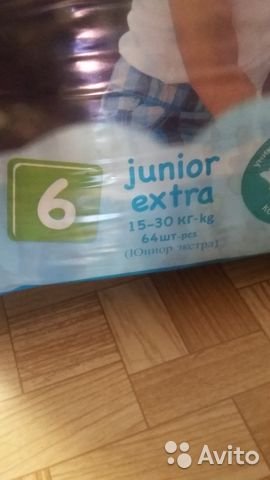 6
junior
extra
15-30 кг-kg
64шт-pcs
(Юниор экстра)
Avito